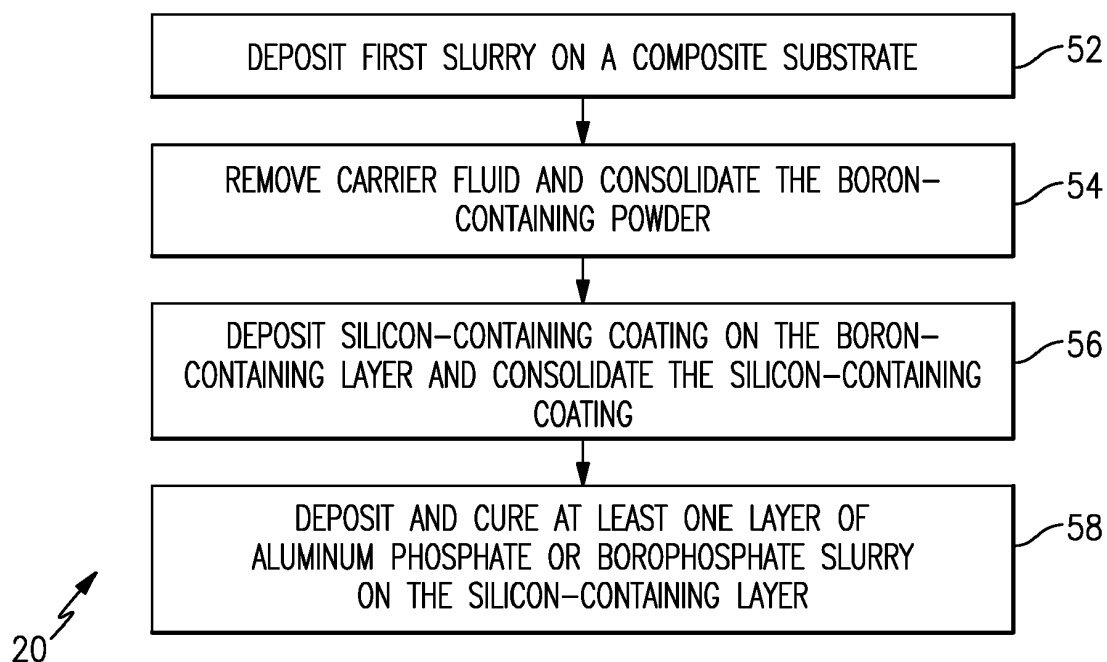 DEPOSIT FIRST SLURRY ON A COMPOSITE SUBSTRATE
52
REMOVE CARRIER FLUID AND CONSOLIDATE THE BORON-
CONTAINING POWDER
54
DEPOSIT SILICON-CONTAINING COATING ON THE BORON-
CONTAINING LAYER AND CONSOLIDATE THE SILICON-CONTAINING
COATING
56
DEPOSIT AND CURE AT LEAST ONE LAYER OF
ALUMINUM PHOSPHATE OR BOROPHOSPHATE SLURRY
ON THE SILICON-CONTAINING LAYER
58
20